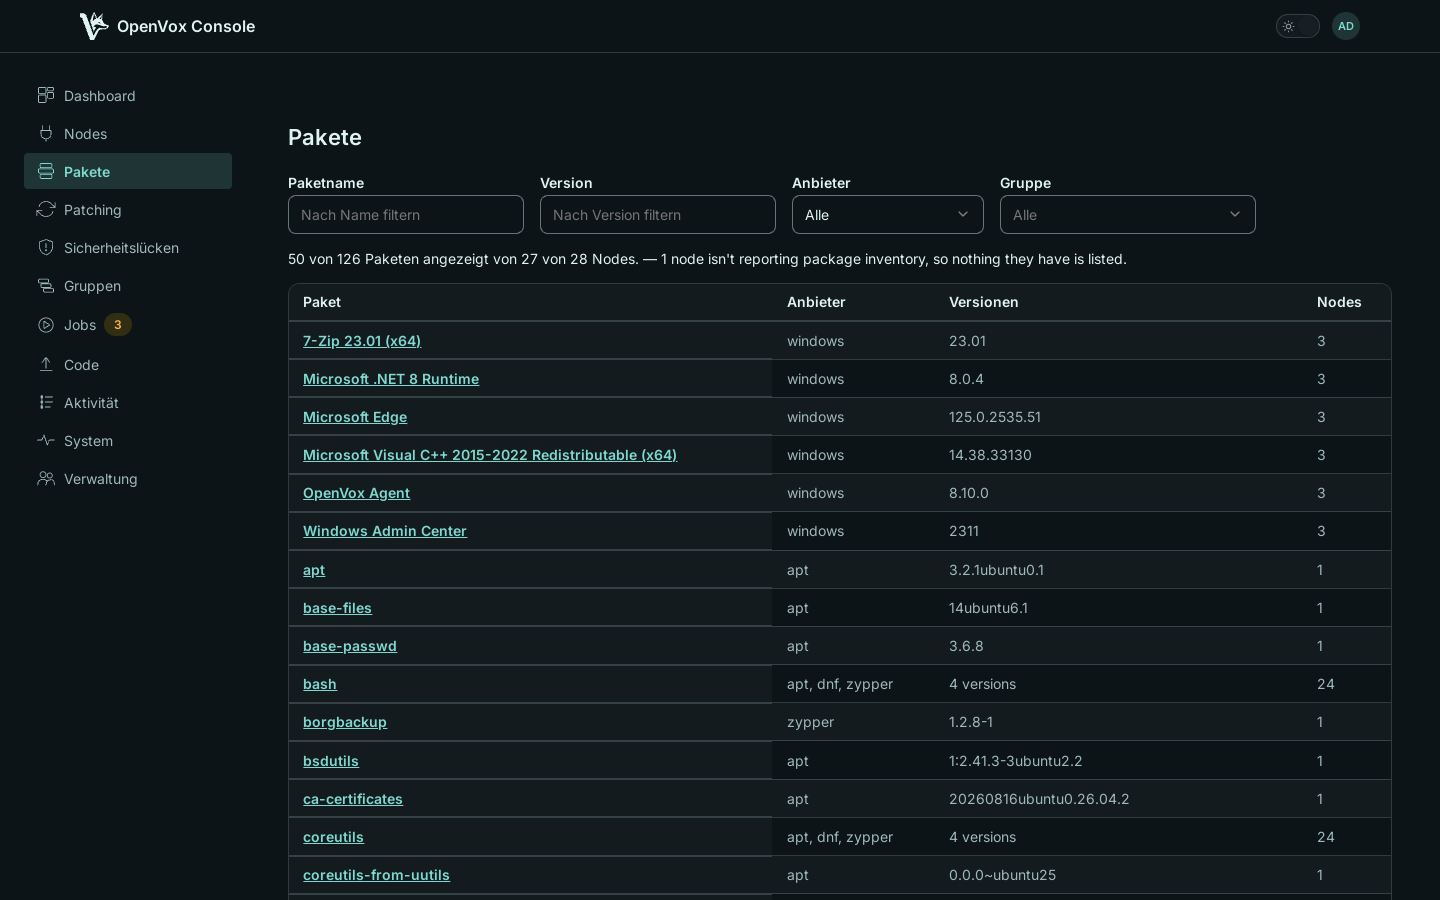 OpenVox Console
AD
Dashboard
Nodes
Pakete
Patching
Sicherheitslücken
Gruppen
Jobs 3
Code
Aktivität
System
Verwaltung
Pakete
Paketname Version Anbieter Gruppe
Nach Name filtern Nach Version filtern Alle Alle
50 von 126 Paketen angezeigt von 27 von 28 Nodes. — 1 node isn't reporting package inventory, so nothing they have is listed.
Paket Anbieter Versionen Nodes
7-Zip 23.01 (x64) windows 23.01 3
Microsoft .NET 8 Runtime windows 8.0.4 3
Microsoft Edge windows 125.0.2535.51 3
Microsoft Visual C++ 2015-2022 Redistributable (x64) windows 14.38.33130 3
OpenVox Agent windows 8.10.0 3
Windows Admin Center windows 2311 3
apt apt 3.2.1ubuntu0.1 1
base-files apt 14ubuntu6.1 1
base-passwd apt 3.6.8 1
bash apt, dnf, zypper 4 versions 24
borgbackup zypper 1.2.8-1 1
bsdutils apt 1:2.41.3-3ubuntu2.2 1
ca-certificates apt 20260816ubuntu0.26.04.2 1
coreutils apt, dnf, zypper 4 versions 24
coreutils-from-uutils apt 0.0.0~ubuntu25 1